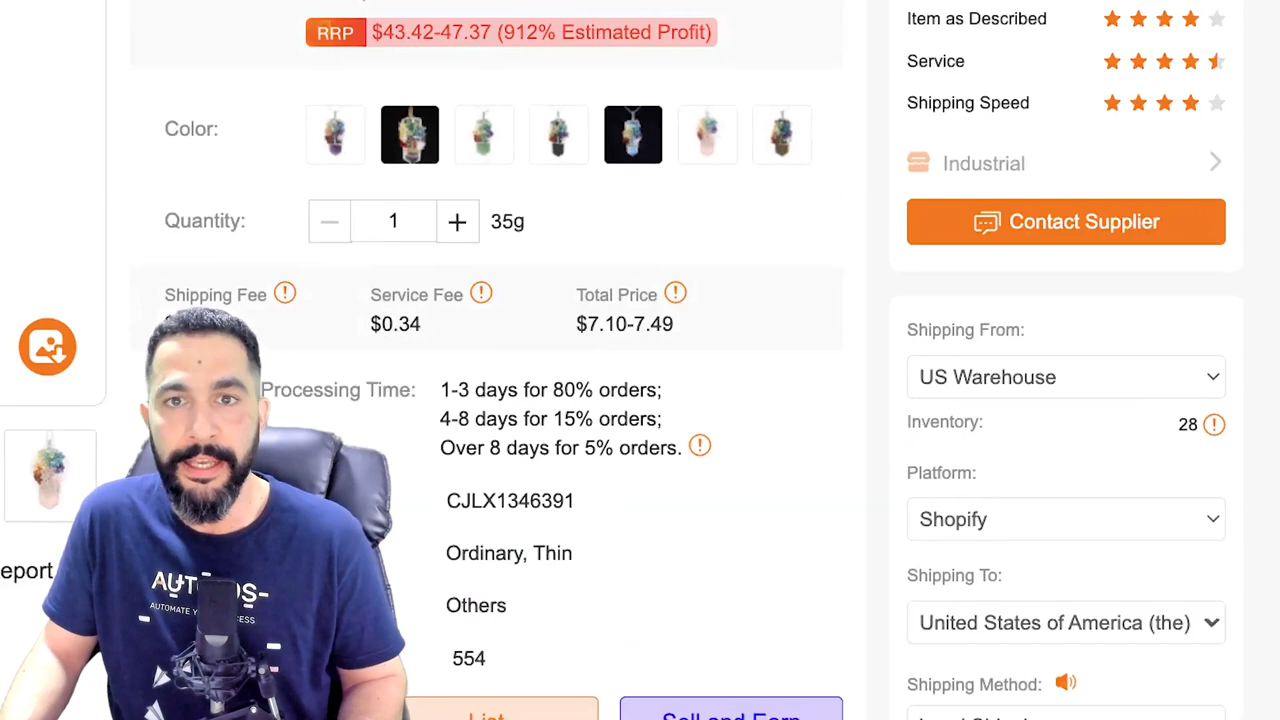 RRP $43.42-47.37 (912% Estimated Profit)
Color:
Quantity: 1 35g
Shipping Fee Service Fee Total Price
$0.34 $7.10-7.49
Processing Time: 1-3 days for 80% orders;
4-8 days for 15% orders;
Over 8 days for 5% orders.
CJLX1346391
Ordinary, Thin
Others
554
List
Sell and Earn
eport
Item as Described
Service
Shipping Speed
Industrial
Contact Supplier
Shipping From:
US Warehouse
Inventory: 28
Platform:
Shopify
Shipping To:
United States of America (the)
Shipping Method: